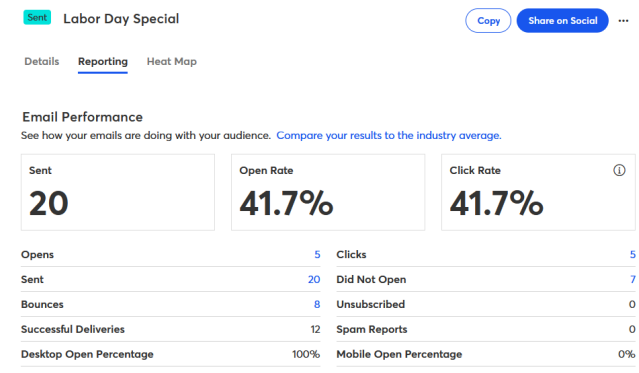 Sent Labor Day Special Copy Share on Social ...
Details Reporting Heat Map
Email Performance
See how your emails are doing with your audience. Compare your results to the industry average.
Sent Open Rate Click Rate
20 41.7% 41.7%
Opens 5 Clicks 5
Sent 20 Did Not Open 7
Bounces 8 Unsubscribed 0
Successful Deliveries 12 Spam Reports 0
Desktop Open Percentage 100% Mobile Open Percentage 0%